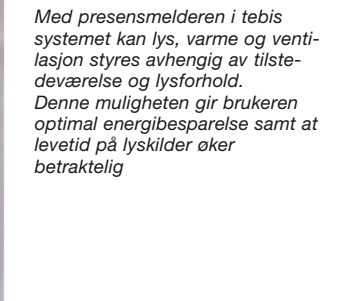 Med presensmelderen i tebis
systemet kan lys, varme og venti-
lasjon styres avhengig av tilste-
deværelse og lysforhold.
Denne muligheten gir brukeren
optimal energibesparelse samt at
levetid på lyskilder øker
betraktelig